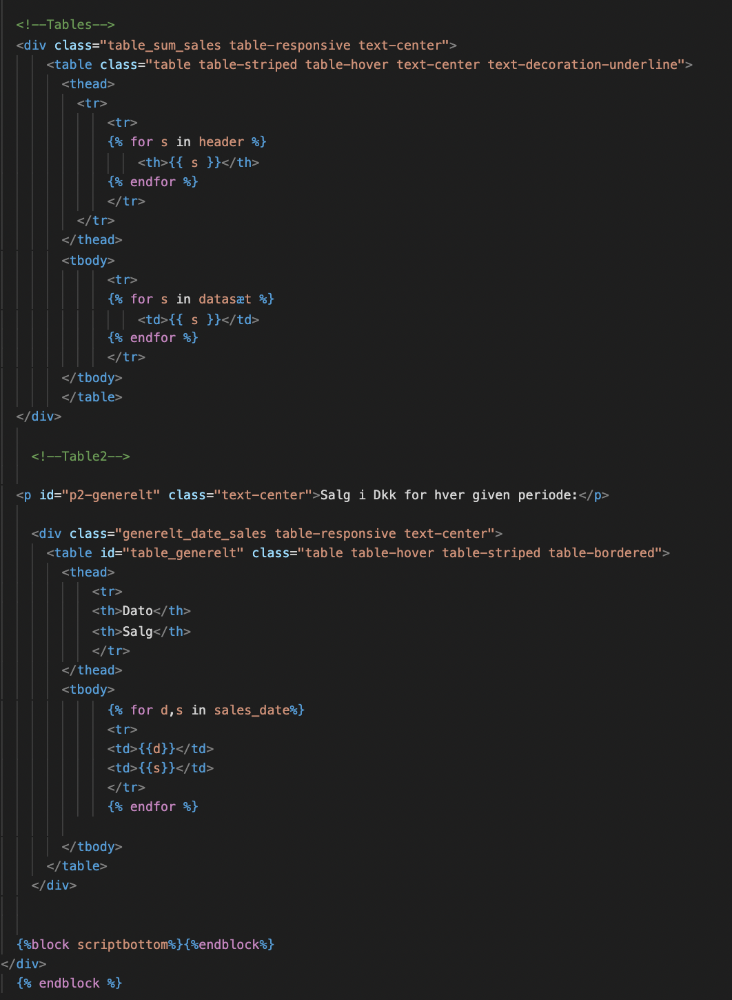 <!--Tables-->
<div class="table_sum_sales table-responsive text-center">
<table class="table table-striped table-hover text-center text-decoration-underline">
<thead>
<tr>
<tr>
{% for s in header %}
<th>{{ s }}</th>
{% endfor %}
</tr>
</tr>
</thead>
<tbody>
<tr>
{% for s in datasæt %}
<td>{{ s }}</td>
{% endfor %}
</tr>
</tbody>
</table>
</div>
<!--Table2-->
<p id="p2-generelt" class="text-center">Salg i Dkk for hver given periode:</p>
<div class="generelt_date_sales table-responsive text-center">
<table id="table_generelt" class="table table-hover table-striped table-bordered">
<thead>
<tr>
<th>Dato</th>
<th>Salg</th>
</tr>
</thead>
<tbody>
{% for d,s in sales_date%}
<tr>
<td>{{d}}</td>
<td>{{s}}</td>
</tr>
{% endfor %}
</tbody>
</table>
</div>
{%block scriptbottom%}{%endblock%}
</div>
{% endblock %}